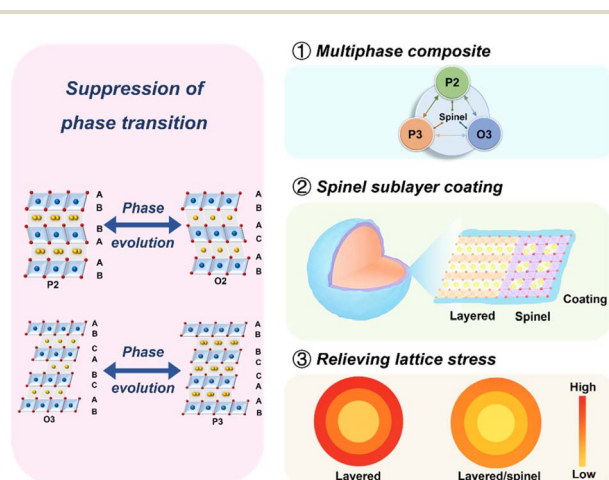 Suppression of
phase transition
A
B
B
A
A
B
P2
Phase
evolution
A
B
A
C
A
B
O2
A
B
C
A
B
C
A
B
O3
Phase
evolution
A
B
B
C
C
A
A
B
P3
① Multiphase composite
P2
Spinel
P3
O3
② Spinel sublayer coating
Layered
Spinel
Coating
③ Relieving lattice stress
High
Low
Layered
Layered/spinel